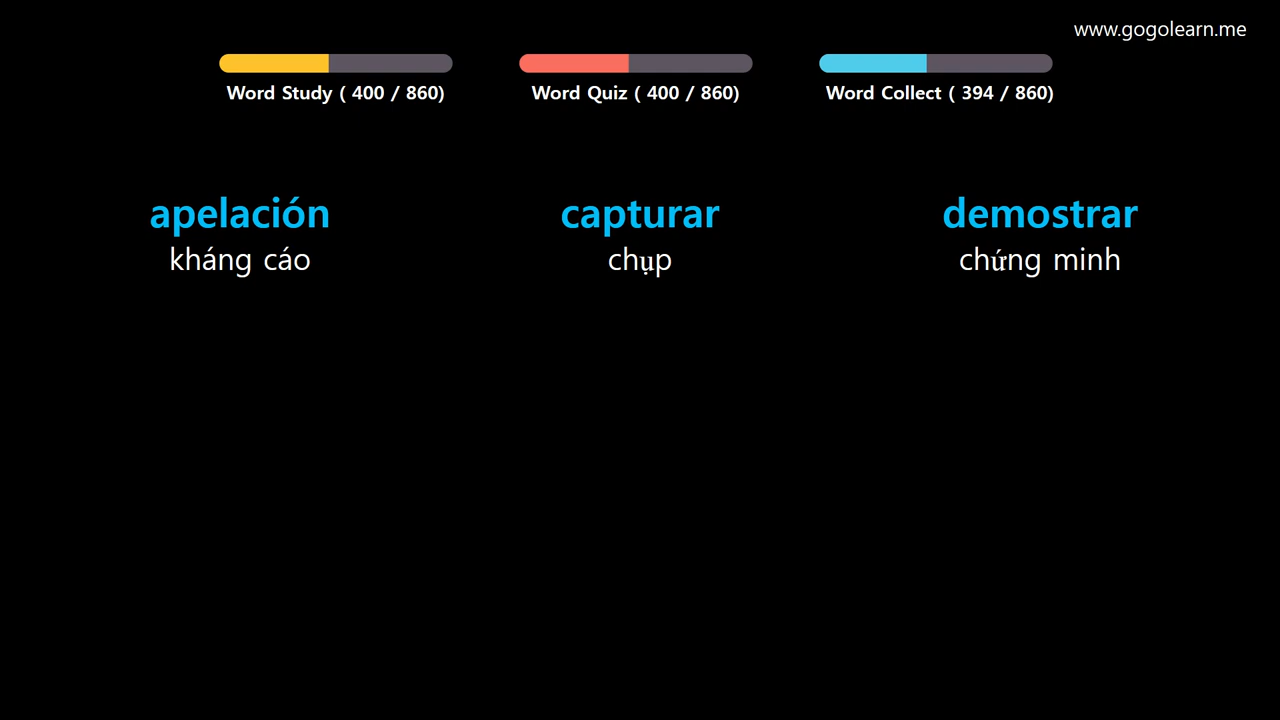 www.gogolearn.me
Word Study ( 400 / 860)
Word Quiz ( 400 / 860)
Word Collect ( 394 / 860)
apelación
kháng cáo
capturar
chụp
demostrar
chứng minh